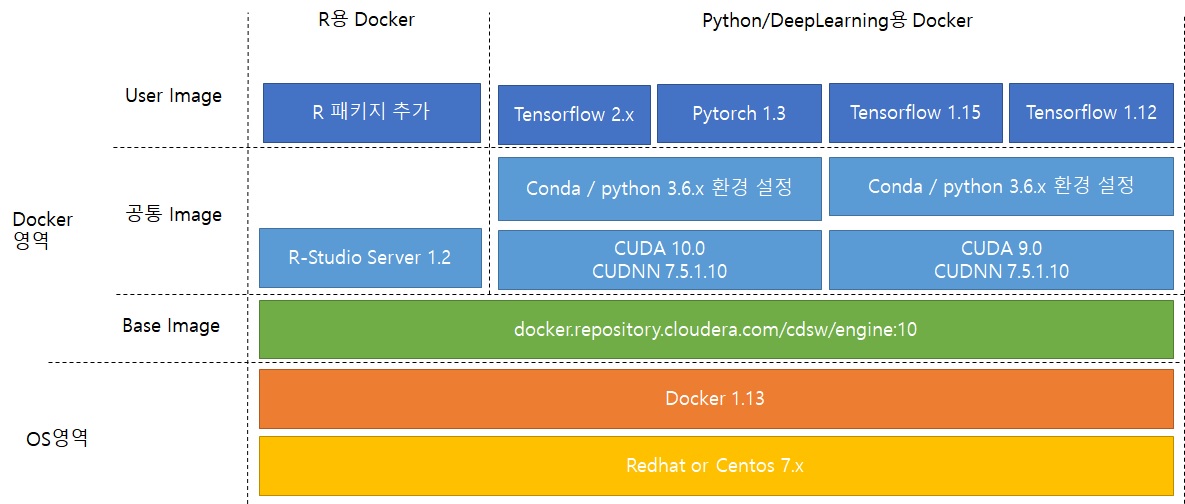 R용 Docker
Python/DeepLearning용 Docker
User Image
R 패키지 추가
Tensorflow 2.x
Pytorch 1.3
Tensorflow 1.15
Tensorflow 1.12
Docker
영역
공통 Image
Conda / python 3.6.x 환경 설정
Conda / python 3.6.x 환경 설정
R-Studio Server 1.2
CUDA 10.0
CUDNN 7.5.1.10
CUDA 9.0
CUDNN 7.5.1.10
Base Image
docker.repository.cloudera.com/cdsw/engine:10
OS영역
Docker 1.13
Redhat or Centos 7.x